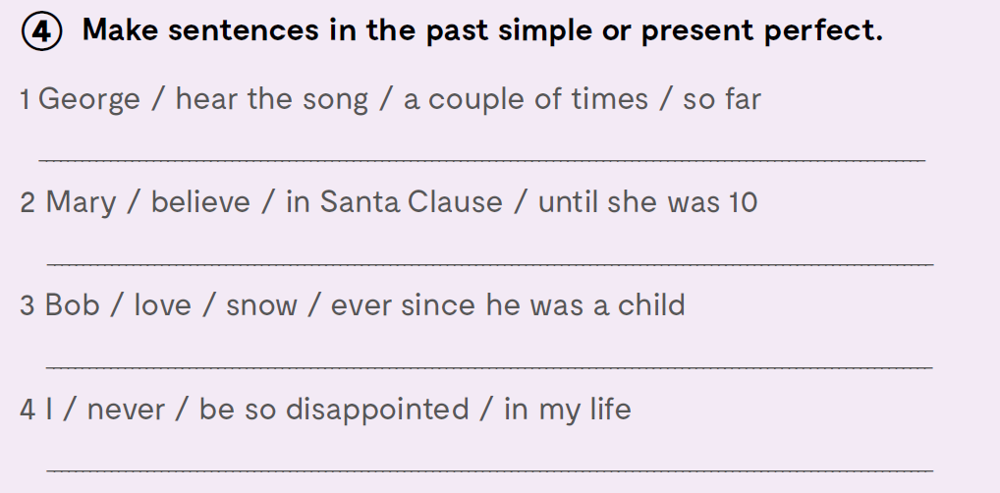 4 Make sentences in the past simple or present perfect.
1 George / hear the song / a couple of times / so far
2 Mary / believe / in Santa Clause / until she was 10
3 Bob / love / snow / ever since he was a child
4 I / never / be so disappointed / in my life